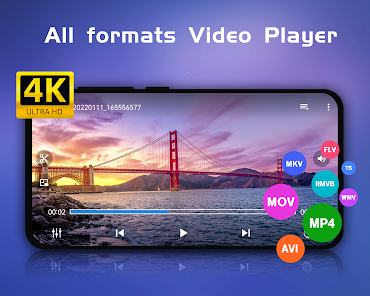 All formats Video Player
4K
ULTRA HD
20220111_165556577
FLV
MKV
TS
RMVB
WMV
MOV
MP4
AVI
00:02